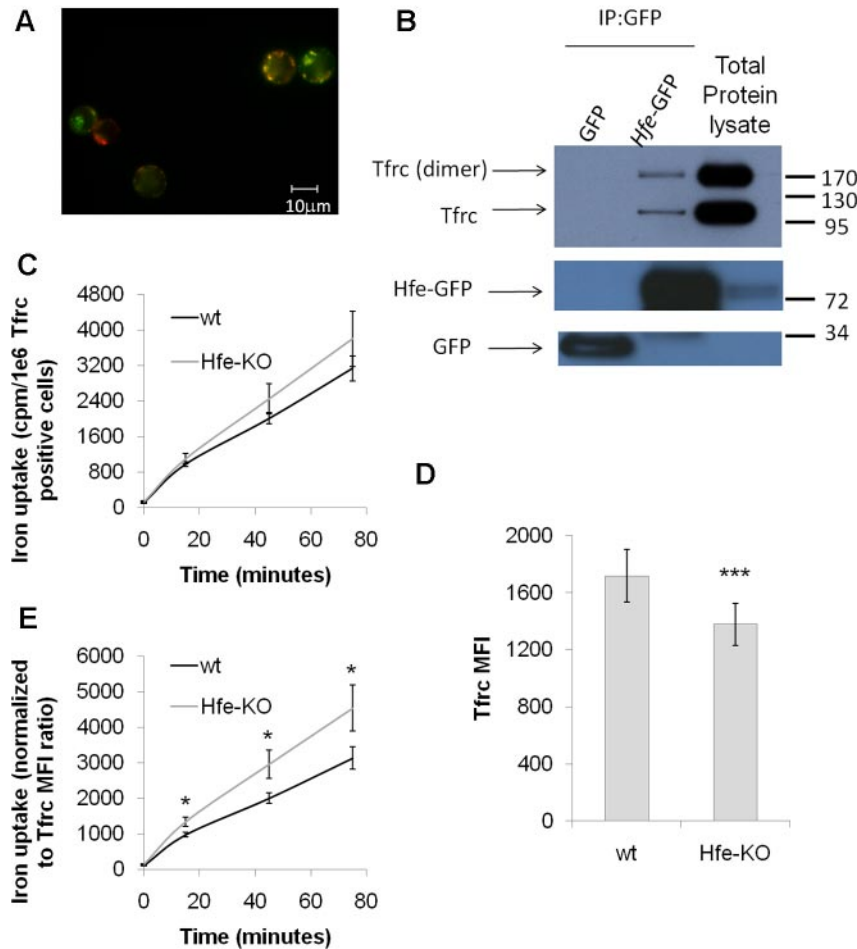 A
10μm
B
IP:GFP
GFP
Hfe-GFP
Total
Protein
lysate
Tfrc (dimer)
Tfrc
170
130
95
Hfe-GFP
72
34
GFP
C
Iron uptake (cpm/1e6 Tfrc
positive cells)
4800
4000
3200
2400
1600
800
0
wt
Hfe-KO
0 20 40 60 80
Time (minutes)
D
Tfrc MFI
2000
1600
1200
800
400
0
***
wt Hfe-KO
E
Iron uptake (normalized
to Tfrc MFI ratio)
6000
5000
4000
3000
2000
1000
0
wt
Hfe-KO
*
*
*
0 20 40 60 80
Time (minutes)